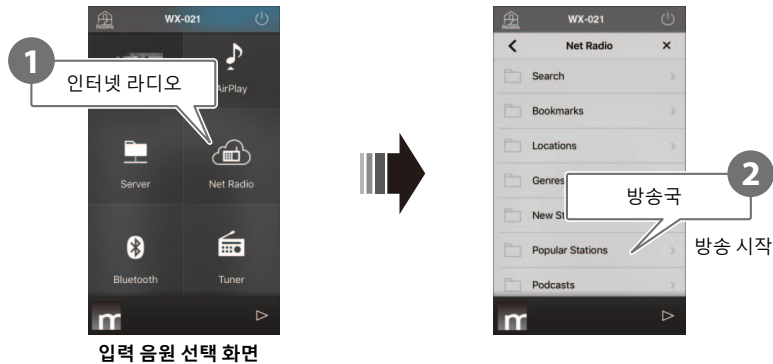 WX-021
1
인터넷 라디오
AirPlay
Server
Net Radio
Bluetooth
Tuner
m
입력 음원 선택 화면
WX-021
Net Radio
Search
Bookmarks
Locations
Genres
2
방송국
New St
Popular Stations
방송 시작
Podcasts
m